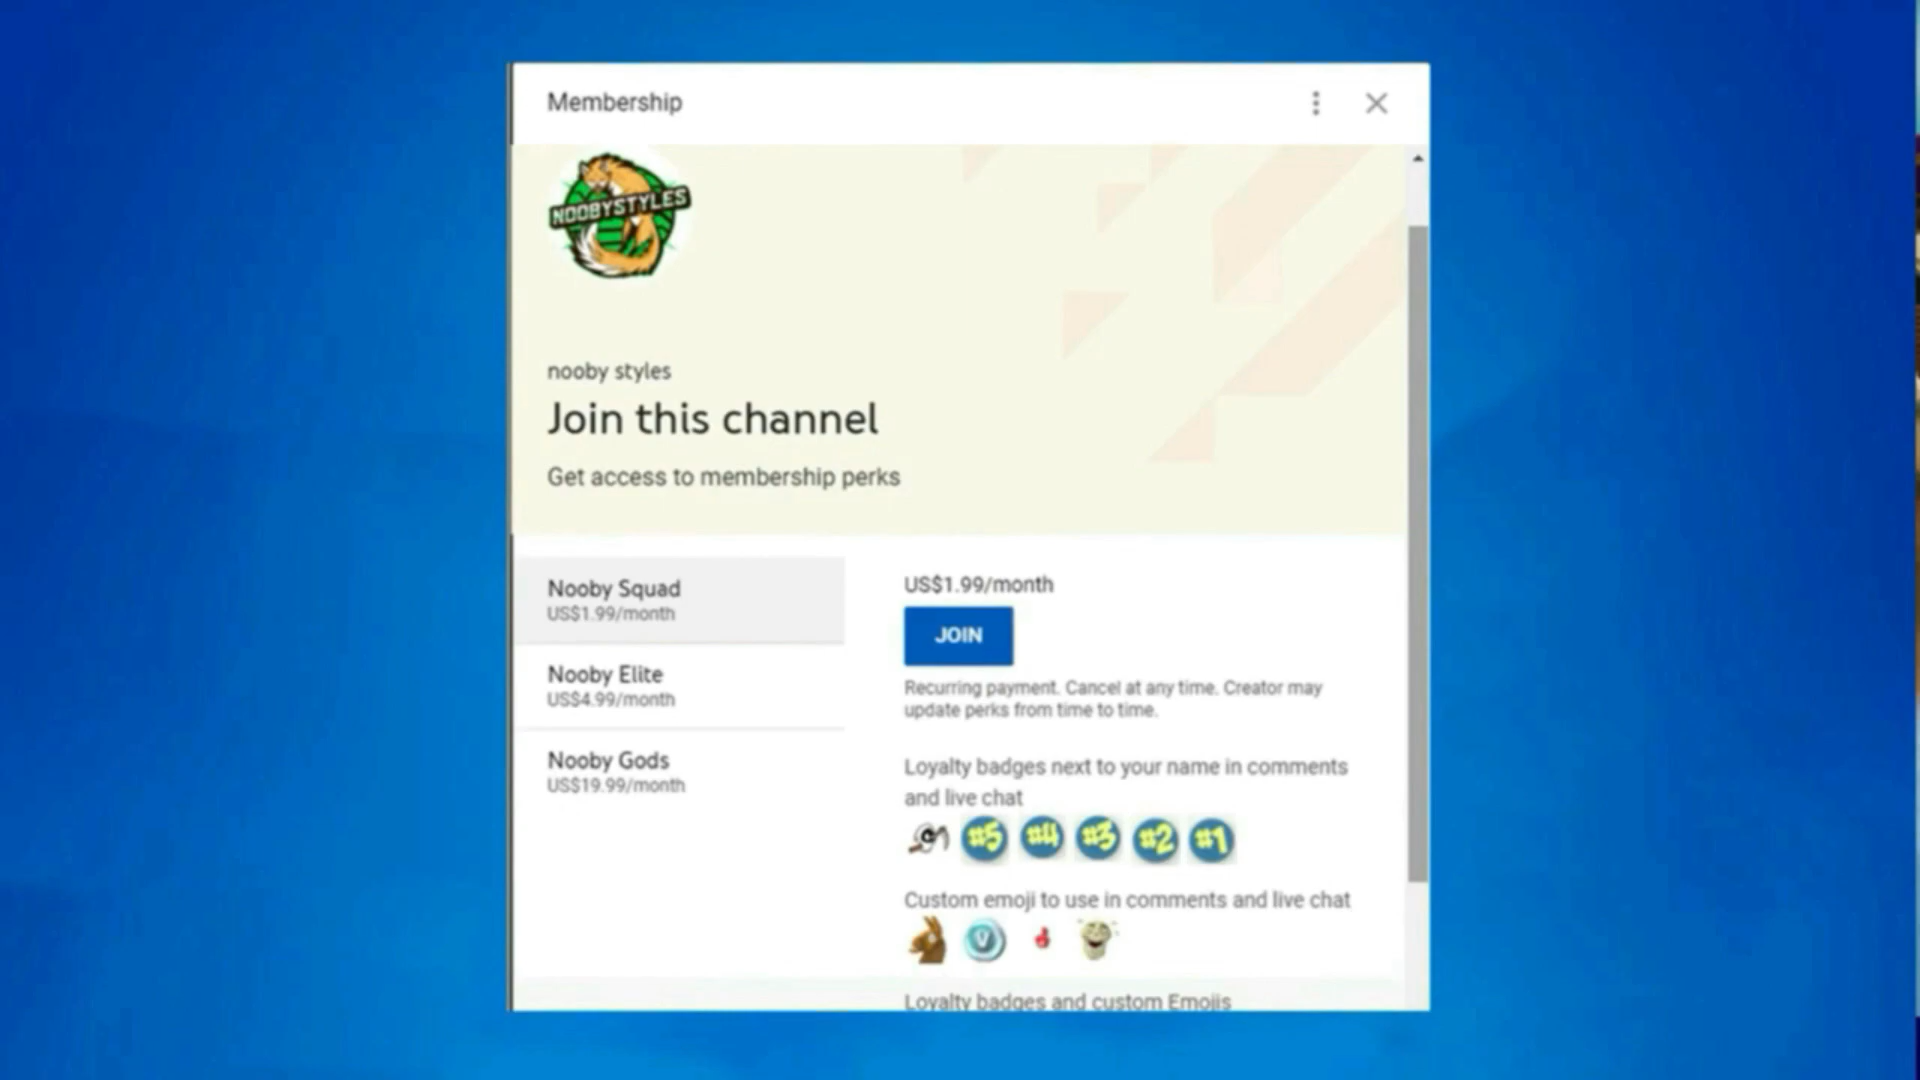 Membership
NOOBYSTYLES
nooby styles
Join this channel
Get access to membership perks
Nooby Squad
US$1.99/month
Nooby Elite
US$4.99/month
Nooby Gods
US$19.99/month
US$1.99/month
JOIN
Recurring payment. Cancel at any time. Creator may
update perks from time to time.
Loyalty badges next to your name in comments
and live chat
#5 #4 #3 #2 #1
Custom emoji to use in comments and live chat
V
Loyalty badges and custom Emojis